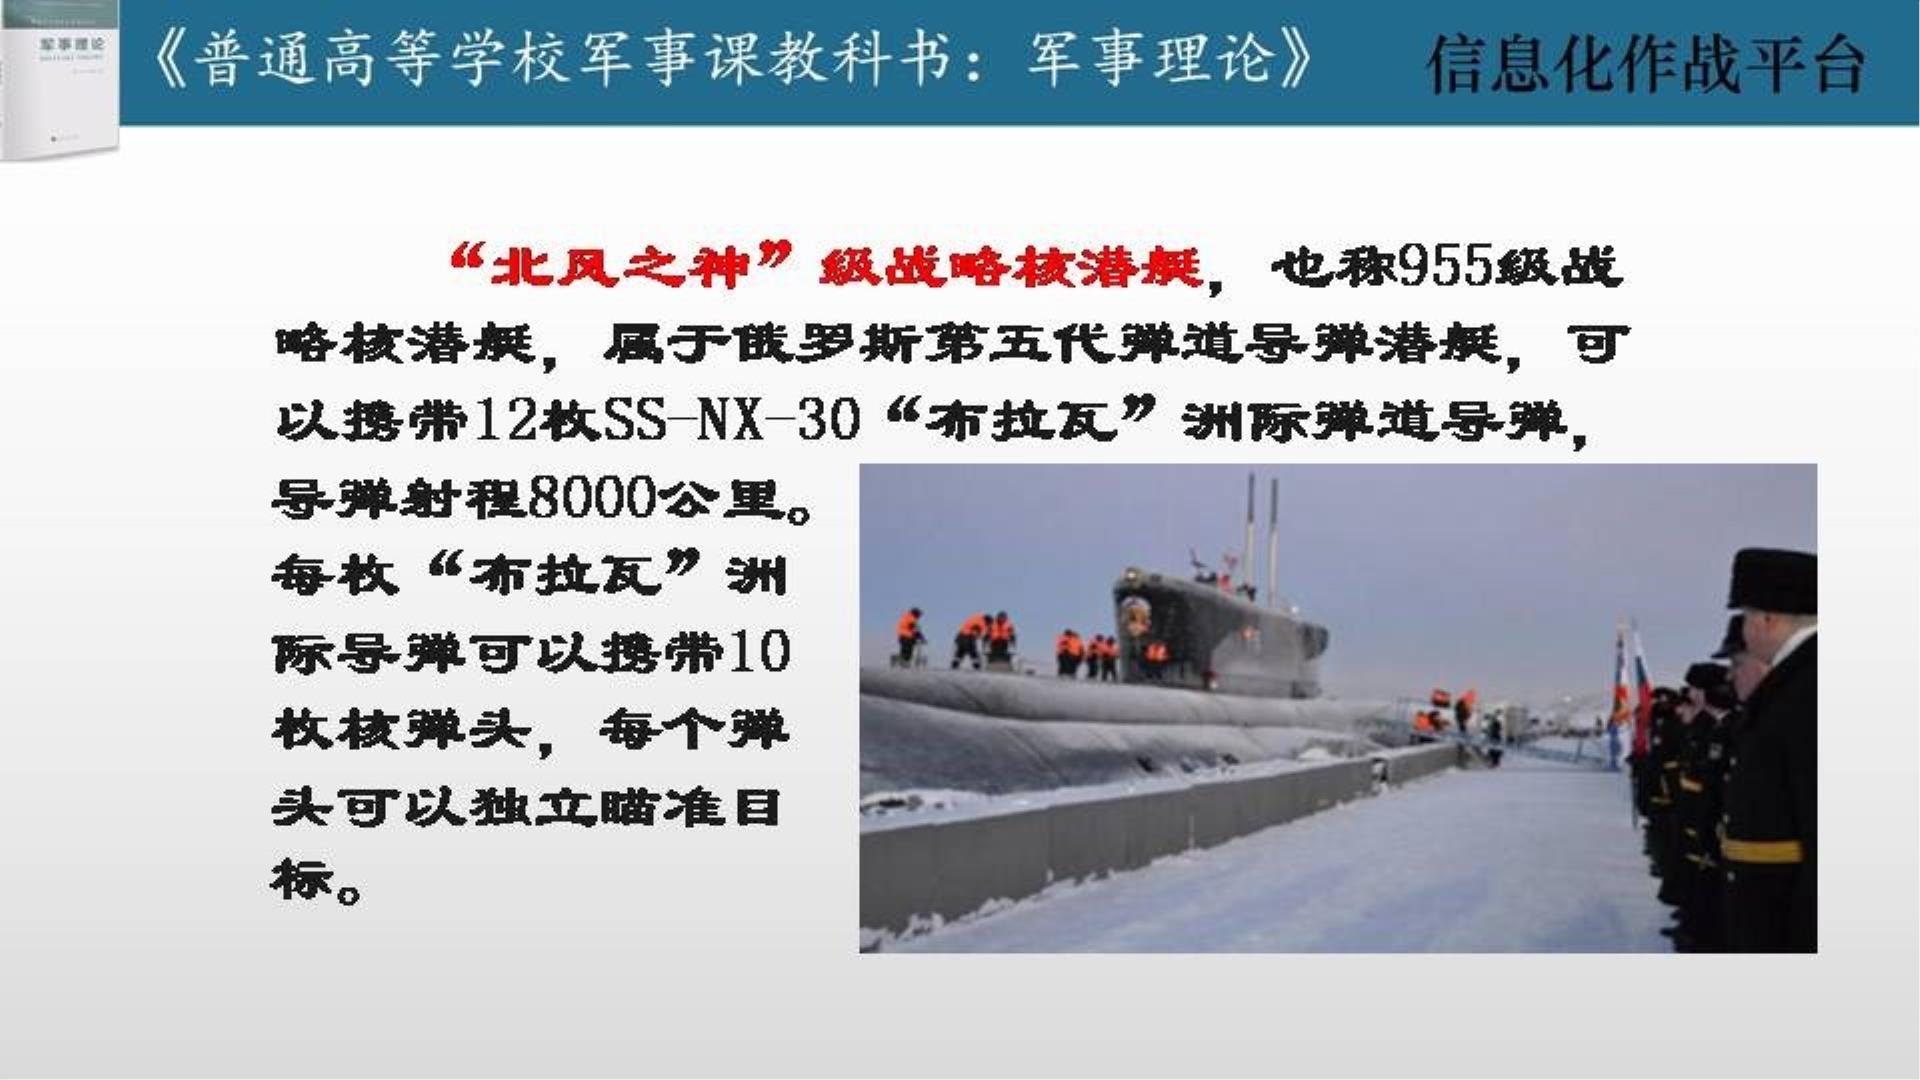 军事理论
《普通高等学校军事课教科书：军事理论》
信息化作战平台
“北风之神”级战略核潜艇，也称955级战
略核潜艇，属于俄罗斯第五代弹道导弹潜艇，可
以携带12枚SS-NX-30“布拉瓦”洲际弹道导弹，
导弹射程8000公里。
每枚“布拉瓦”洲
际导弹可以携带10
枚核弹头，每个弹
头可以独立瞄准目
标。